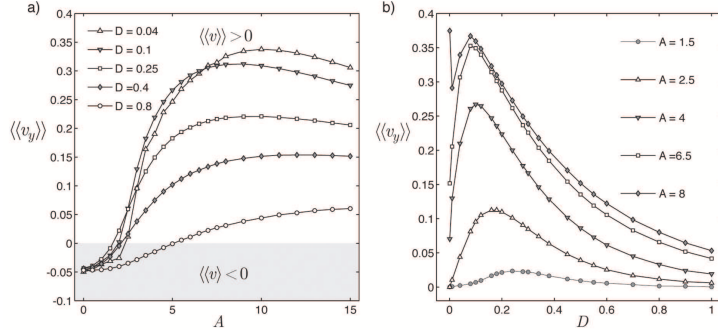 a)
⟨⟨v_y⟩⟩
0.4
0.35
0.3
0.25
0.2
0.15
0.1
0.05
0
-0.05
-0.1
D = 0.04
D = 0.1
D = 0.25
D =0.4
D = 0.8
⟨⟨v⟩ > 0
⟨⟨v⟩ < 0
0 5 10 15
A
b)
⟨⟨v_y⟩⟩
0.4
0.35
0.3
0.25
0.2
0.15
0.1
0.05
0
A = 1.5
A = 2.5
A = 4
A =6.5
A = 8
0 0.2 0.4 0.6 0.8 1
D